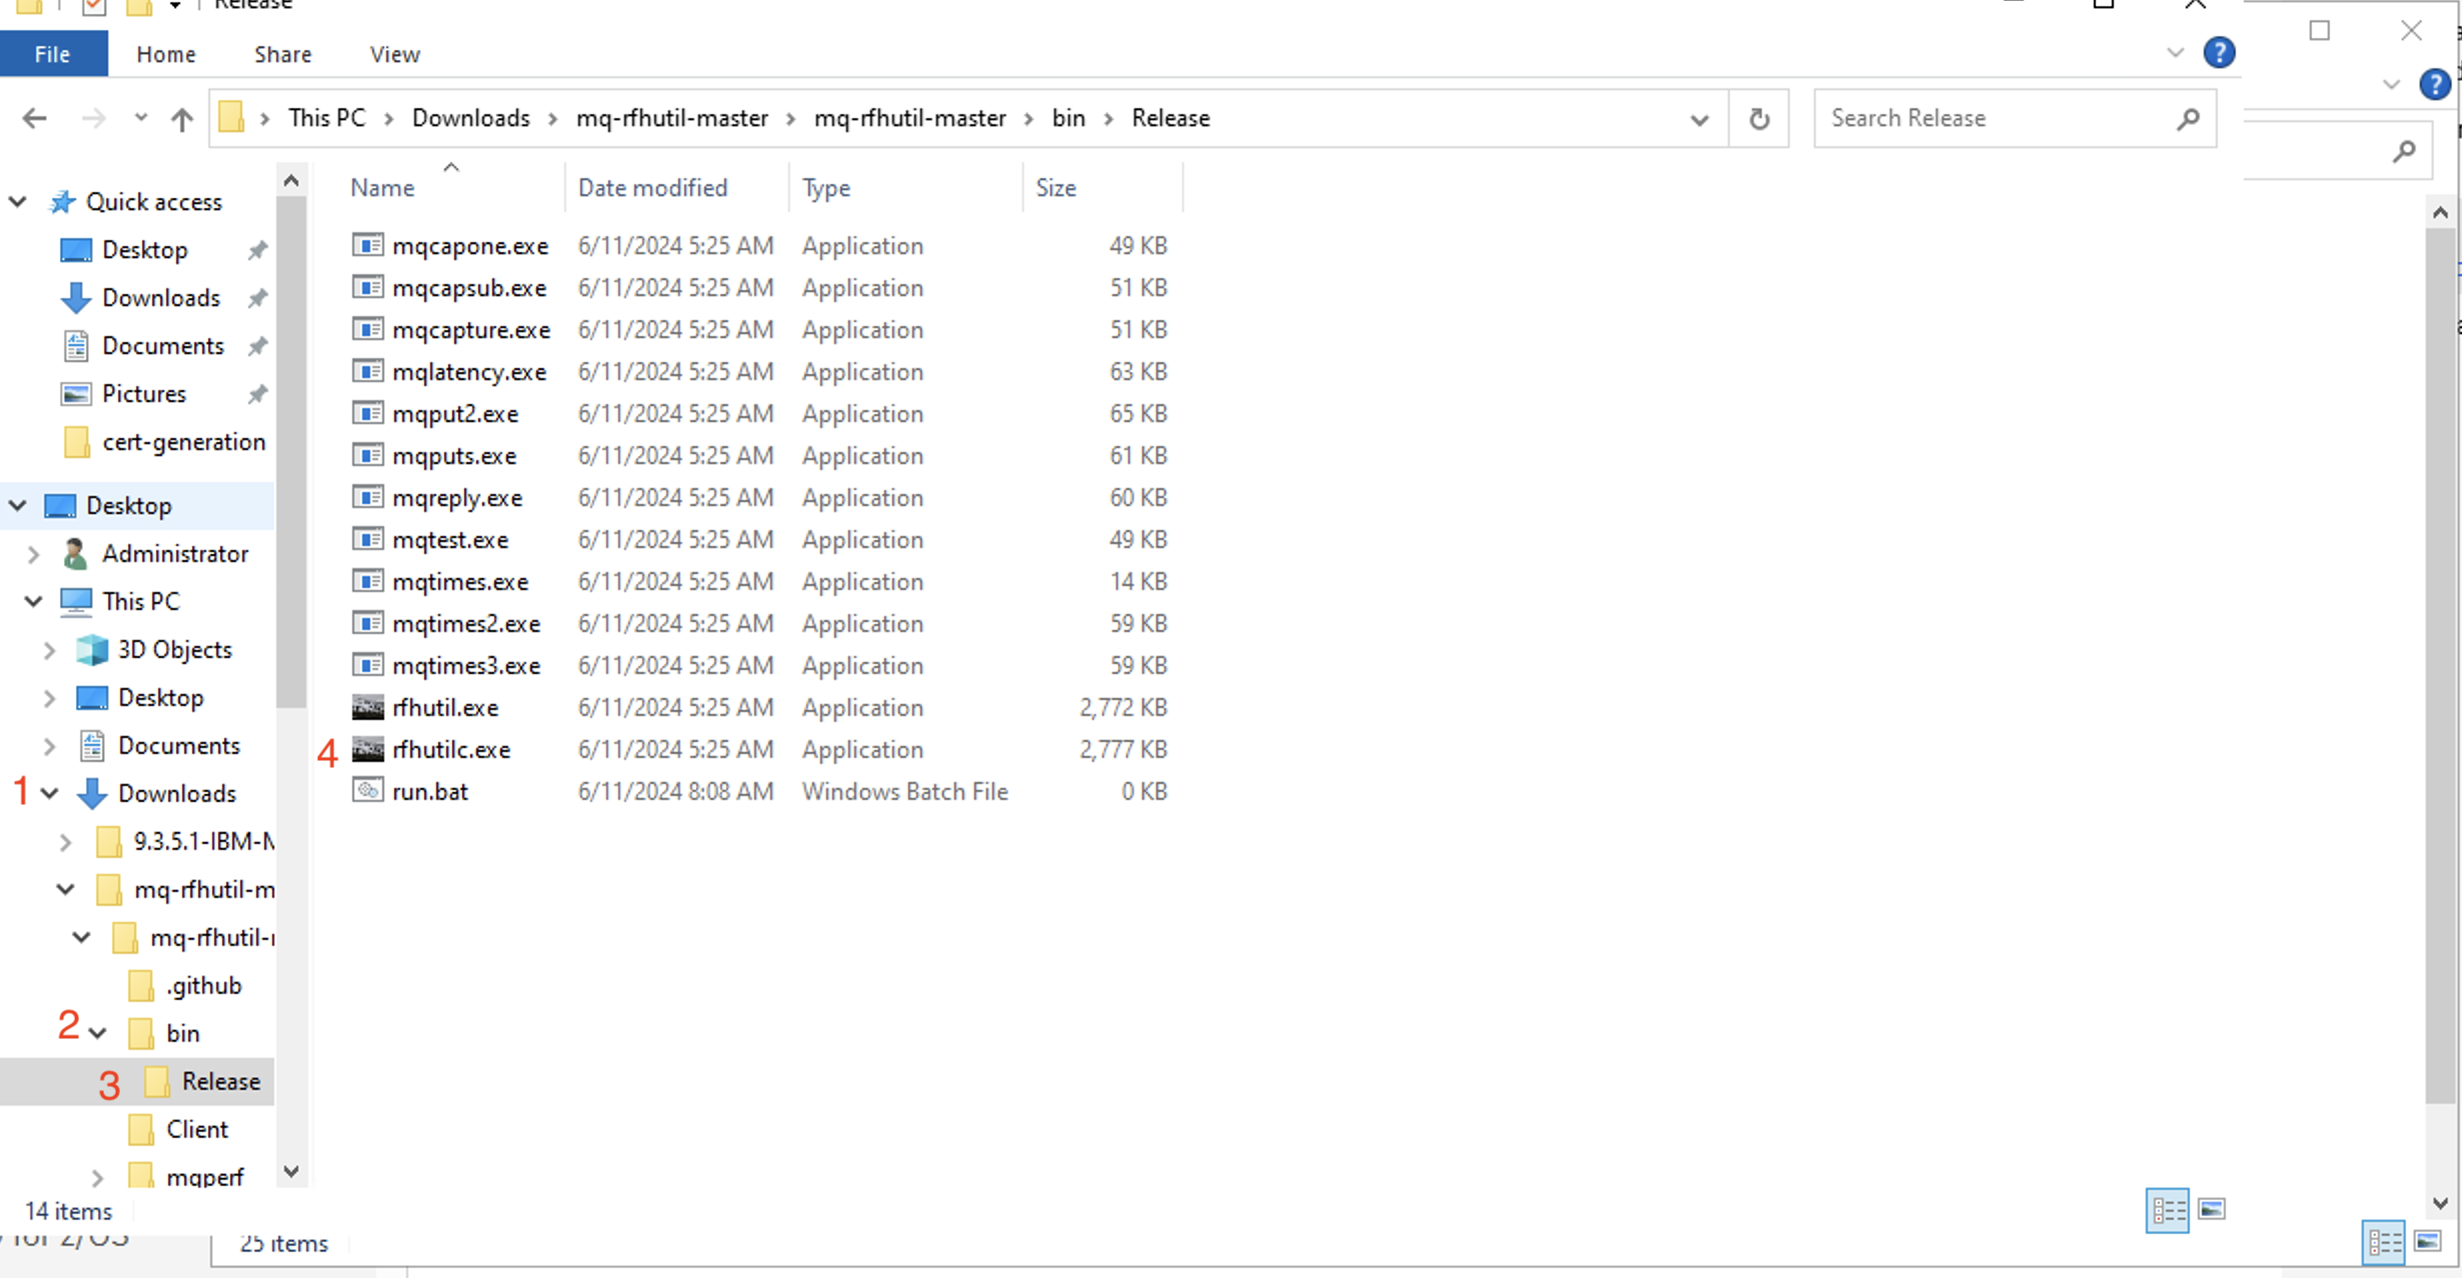 Release
File Home Share View
This PC Downloads mq-rfhutil-master mq-rfhutil-master bin Release
Search Release
Name Date modified Type Size
Quick access
Desktop
Downloads
Documents
Pictures
cert-generation
Desktop
Administrator
This PC
3D Objects
Desktop
Documents
1 Downloads
9.3.5.1-IBM-M
mq-rfhutil-m
mq-rfhutil-
.github
2 bin
3 Release
Client
mqperf
mqcapone.exe 6/11/2024 5:25 AM Application 49 KB
mqcapsub.exe 6/11/2024 5:25 AM Application 51 KB
mqcapture.exe 6/11/2024 5:25 AM Application 51 KB
mqlatency.exe 6/11/2024 5:25 AM Application 63 KB
mqput2.exe 6/11/2024 5:25 AM Application 65 KB
mqputs.exe 6/11/2024 5:25 AM Application 61 KB
mqreply.exe 6/11/2024 5:25 AM Application 60 KB
mqtest.exe 6/11/2024 5:25 AM Application 49 KB
mqtimes.exe 6/11/2024 5:25 AM Application 14 KB
mqtimes2.exe 6/11/2024 5:25 AM Application 59 KB
mqtimes3.exe 6/11/2024 5:25 AM Application 59 KB
rfhutil.exe 6/11/2024 5:25 AM Application 2,772 KB
4 rfhutilc.exe 6/11/2024 5:25 AM Application 2,777 KB
run.bat 6/11/2024 8:08 AM Windows Batch File 0 KB
14 items
for z/OS
25 items